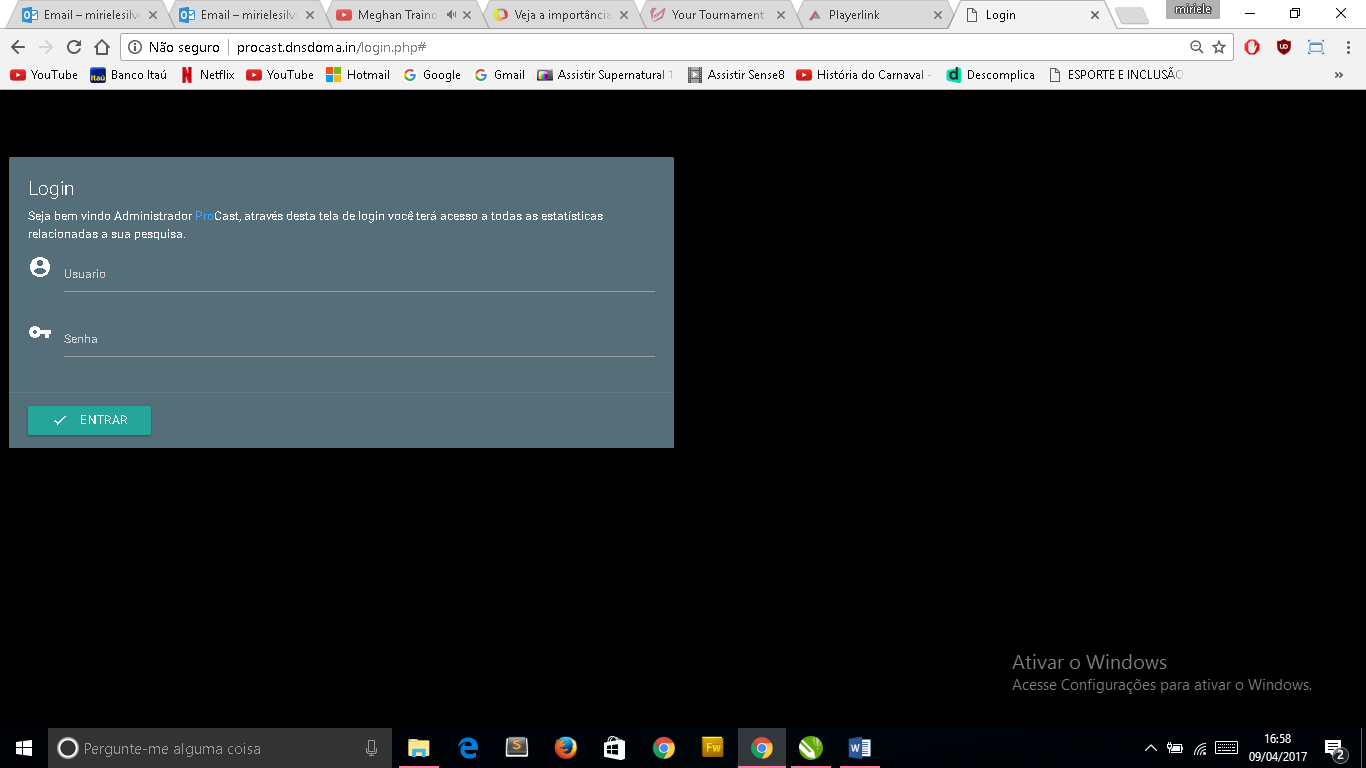 Email – mirielesilv
Email – mirielesilv
Meghan Traino
Veja a importância
Your Tournament
Playerlink
Login
miriele
Não seguro
procast.dnsdoma.in/login.php#
YouTube
Banco Itaú
Netflix
YouTube
Hotmail
Google
Gmail
Assistir Supernatural 1
Assistir Sense8
História do Carnaval -
Descomplica
ESPORTE E INCLUSÃO
»
Login
Seja bem vindo Administrador ProCast, através desta tela de login você terá acesso a todas as estatísticas
relacionadas a sua pesquisa.
Usuario
Senha
ENTRAR
Ativar o Windows
Acesse Configurações para ativar o Windows.
Pergunte-me alguma coisa
Fw
16:58
09/04/2017
2